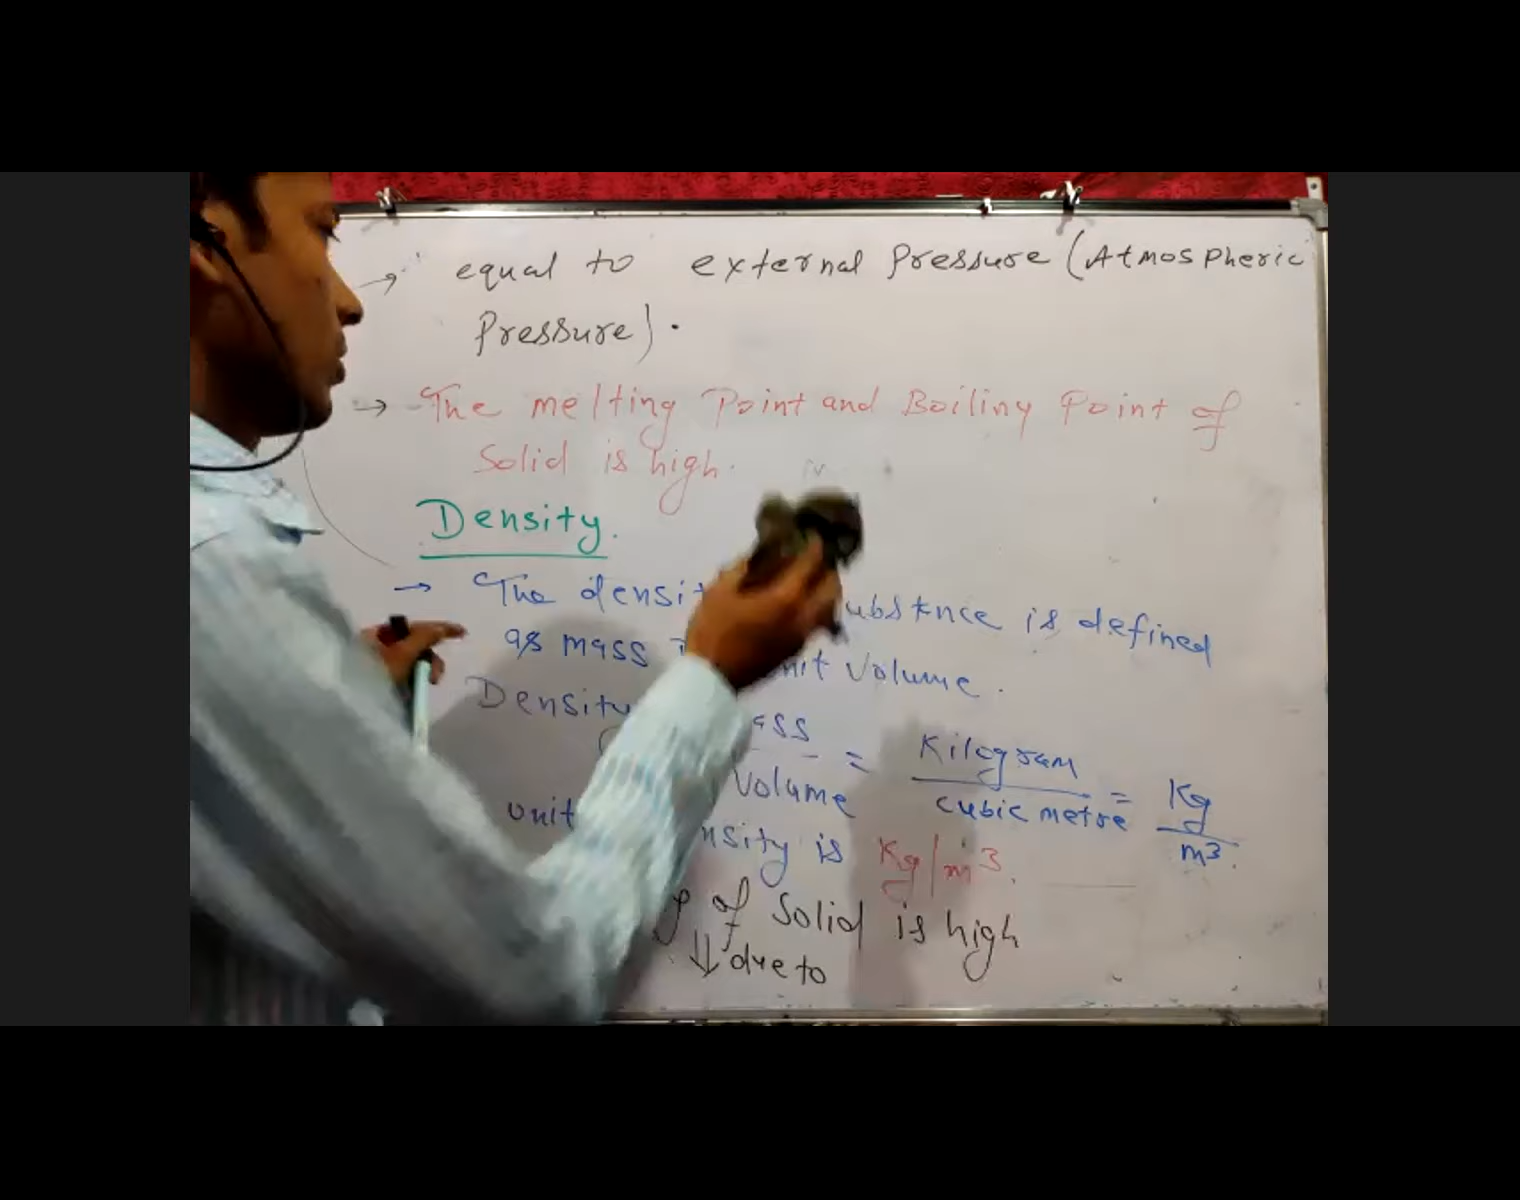 → equal to external Pressure (Atmospheric
Pressure).
→ The melting Point and Boiling Point of
Solid is high.
Density.
→ The densi ubstnce is defined
as mass nit Volume.
Density ass = Kilogram = Kg
Volume cubic metre m3.
unit nsity is Kg/m3.
of Solid is high
⇓ due to